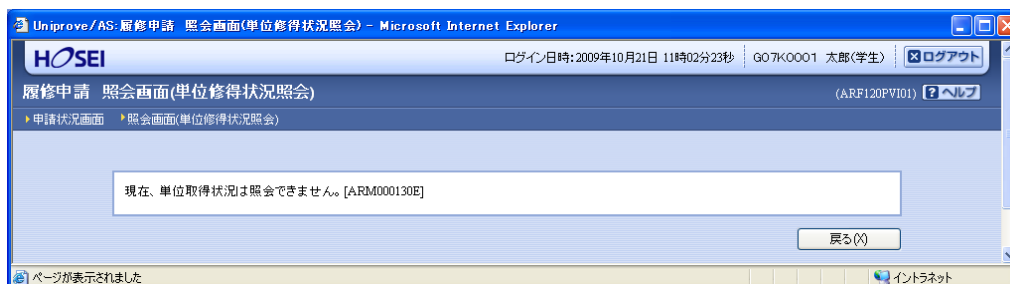 Uniprove/AS:履修申請 照会画面(単位修得状況照会) - Microsoft Internet Explorer
HOSEI
ログイン日時:2009年10月21日 11時02分23秒 G07K0001 太郎(学生) ログアウト
履修申請 照会画面(単位修得状況照会)
(ARF120PVI01) ? ヘルプ
申請状況画面 照会画面(単位修得状況照会)
現在、単位取得状況は照会できません。[ARM000130E]
戻る(X)
ページが表示されました イントラネット